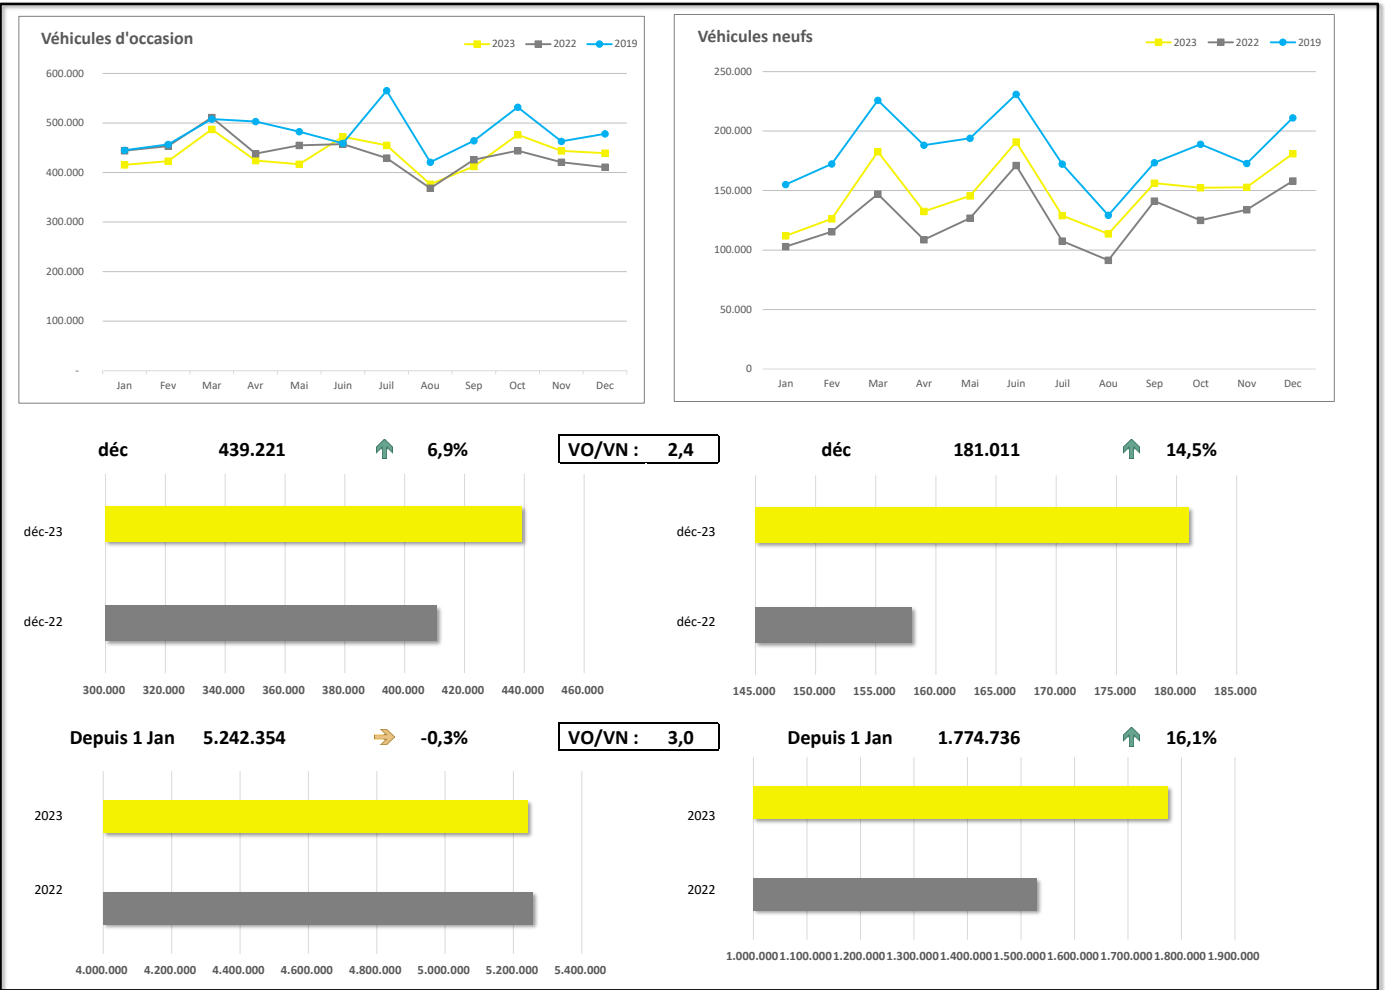 Véhicules d'occasion
2023 2022 2019
600.000
500.000
400.000
300.000
200.000
100.000
-
Jan Fev Mar Avr Mai Juin Juil Aou Sep Oct Nov Dec
Véhicules neufs
2023 2022 2019
250.000
200.000
150.000
100.000
50.000
0
Jan Fev Mar Avr Mai Juin Juil Aou Sep Oct Nov Dec
déc 439.221 6,9%
VO/VN : 2,4
déc 181.011 14,5%
déc-23
déc-22
300.000 320.000 340.000 360.000 380.000 400.000 420.000 440.000 460.000
déc-23
déc-22
145.000 150.000 155.000 160.000 165.000 170.000 175.000 180.000 185.000
Depuis 1 Jan 5.242.354 -0,3%
VO/VN : 3,0
Depuis 1 Jan 1.774.736 16,1%
2023
2022
4.000.000 4.200.000 4.400.000 4.600.000 4.800.000 5.000.000 5.200.000 5.400.000
2023
2022
1.000.000 1.100.000 1.200.000 1.300.000 1.400.000 1.500.000 1.600.000 1.700.000 1.800.000 1.900.000